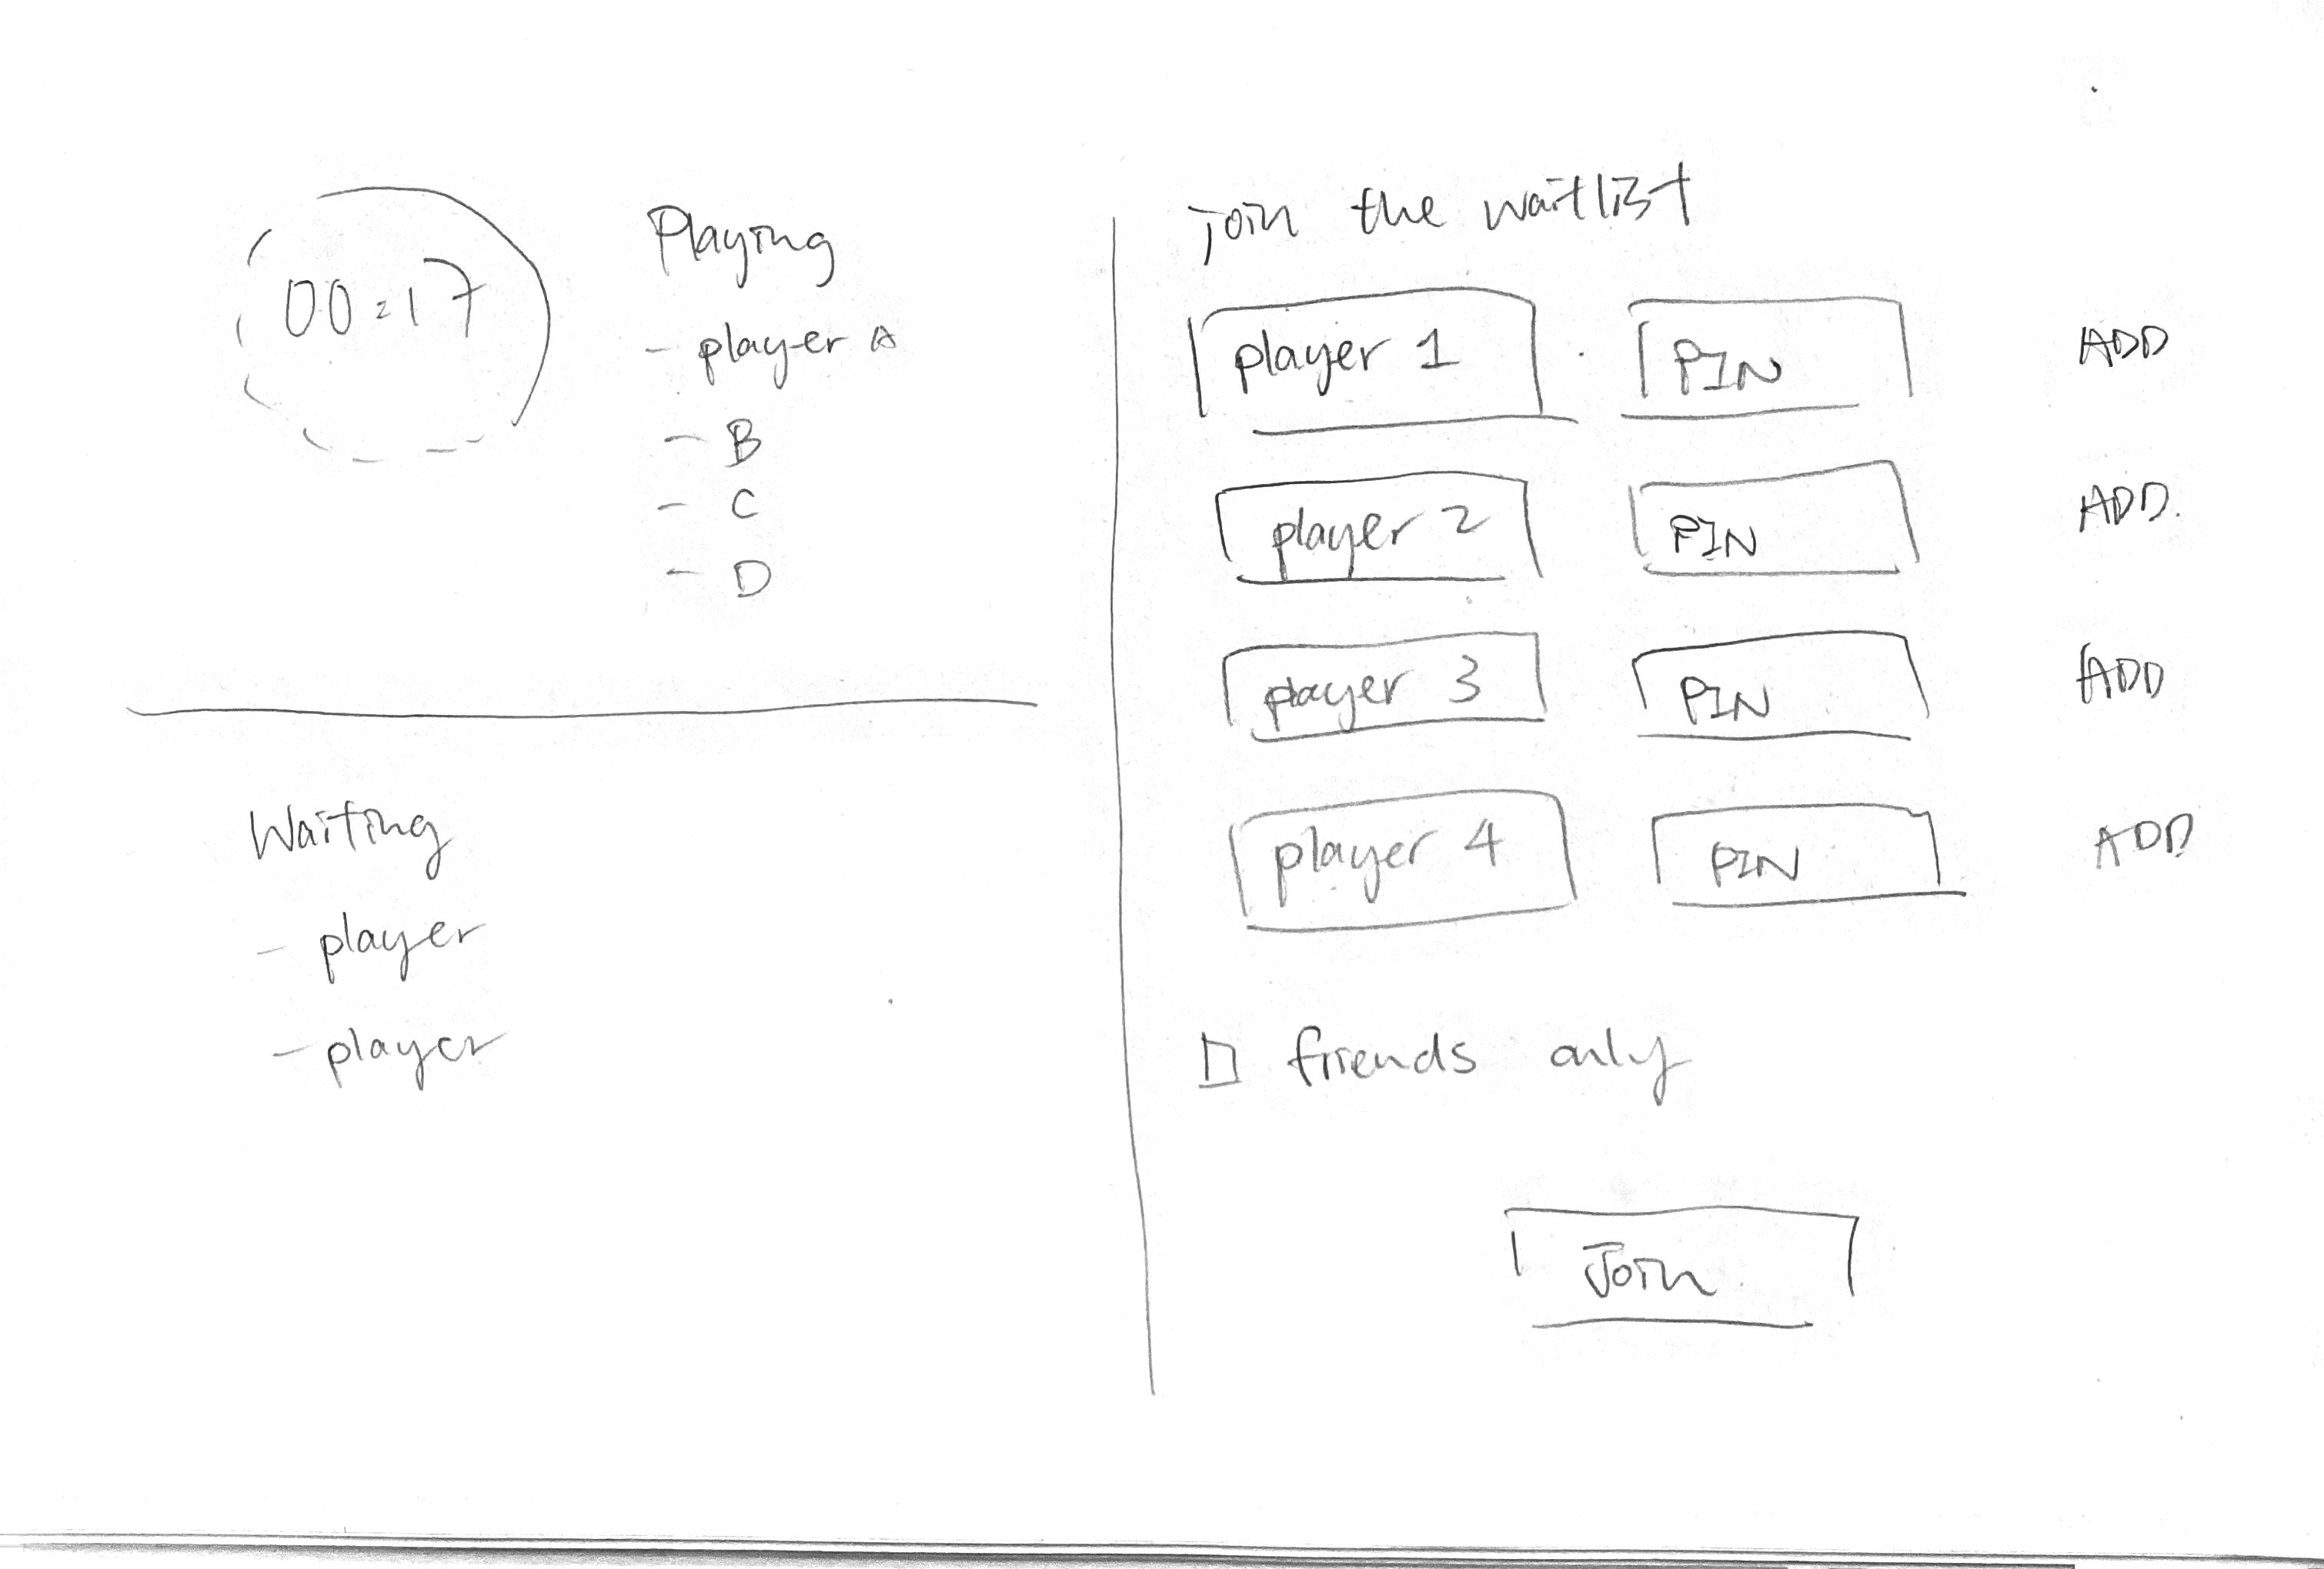 00:17
Playing
- player A
- B
- C
- D
Waiting
- player
- player
join the waitlist
player 1 PIN ADD
player 2 PIN ADD.
player 3 PIN ADD
player 4 PIN ADD
friends only
Join